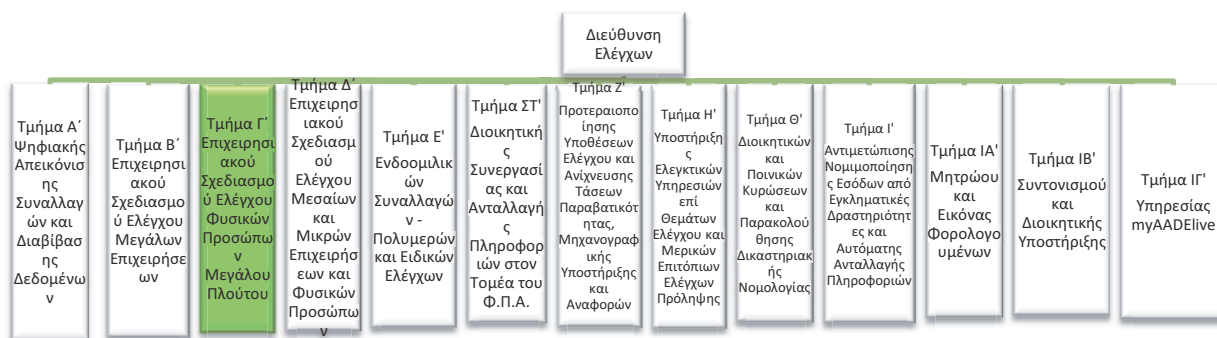 Διεύθυνση
Ελέγχων
Τμήμα Α΄
Ψηφιακής
Απεικόνισ
ης
Συναλλαγ
ών και
Διαβίβασ
ης
Δεδομένω
ν
Τμήμα Β΄
Επιχειρησι
ακού
Σχεδιασμο
ύ Ελέγχου
Μεγάλων
Επιχειρήσε
ων
Τμήμα Γ΄
Επιχειρησι
ακού
Σχεδιασμο
ύ Ελέγχου
Φυσικών
Προσώπω
ν
Μεγάλου
Πλούτου
Τμήμα Δ΄
Επιχειρησ
ιακού
Σχεδιασμ
ού
Ελέγχου
Μεσαίων
και
Μικρών
Επιχειρήσ
εων και
Φυσικών
Προσώπω
ν
Τμήμα Ε'
Ενδοομιλικ
ών
Συναλλαγών
-
Πολυμερών
και Ειδικών
Ελέγχων
Τμήμα ΣΤ'
Διοικητική
ς
Συνεργασ
ίας και
Ανταλλαγή
ς
Πληροφορ
ιών στον
Τομέα του
Φ.Π.Α.
Τμήμα Ζ'
Προτεραιοπο
ίησης
Υποθέσεων
Ελέγχου και
Ανίχνευσης
Τάσεων
Παραβατικότ
ητας,
Μηχανογραφ
ικής
Υποστήριξης
και
Αναφορών
Τμήμα Η'
Υποστήριξη
ς
Ελεγκτικών
Υπηρεσιών
επί
Θεμάτων
Ελέγχου και
Μερικών
Επιτόπιων
Ελέγχων
Πρόληψης
Τμήμα Θ'
Διοικητικών
και
Ποινικών
Κυρώσεων
και
Παρακολού
θησης
Δικαστηριακ
ής
Νομολογίας
Τμήμα Ι'
Αντιμετώπισης
Νομιμοποίηση
ς Εσόδων από
Εγκληματικές
Δραστηριότητ
ες και
Αυτόματης
Ανταλλαγής
Πληροφοριών
Τμήμα ΙΑ'
Μητρώου
και
Εικόνας
Φορολογο
υμένων
Τμήμα ΙΒ'
Συντονισμού
και
Διοικητικής
Υποστήριξης
Τμήμα ΙΓ'
Υπηρεσίας
myAADElive